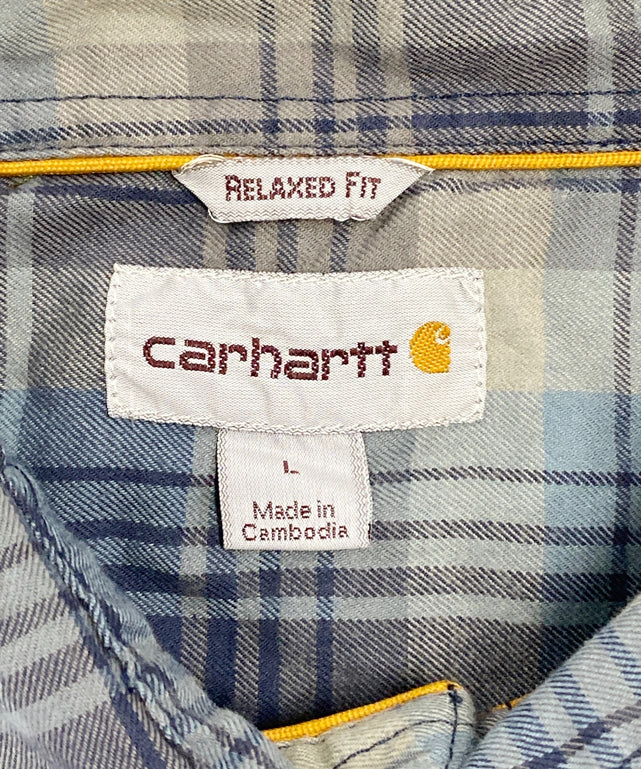 RELAXED FIT
carhartt
L
Made in
Cambodia